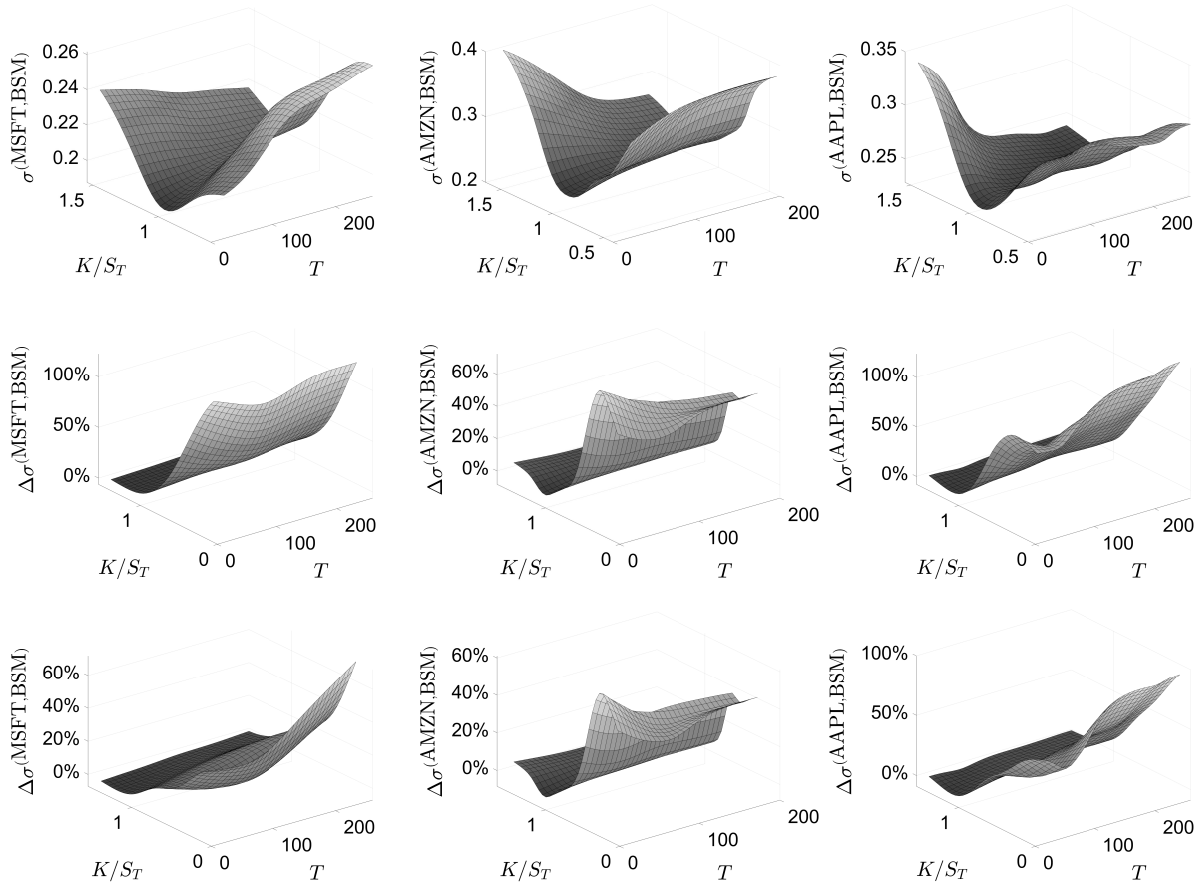 σ(MSFT,BSM)
0.26
0.24
0.22
0.2
1.5
1
K/S_T
0
100
200
T
σ(AMZN,BSM)
0.4
0.3
0.2
1.5
1
0.5
K/S_T
0
100
200
T
σ(AAPL,BSM)
0.35
0.3
0.25
1.5
1
0.5
K/S_T
0
100
200
T
Δσ(MSFT,BSM)
100%
50%
0%
1
0
K/S_T
0
100
200
T
Δσ(AMZN,BSM)
60%
40%
20%
0%
1
0
K/S_T
0
100
200
T
Δσ(AAPL,BSM)
100%
50%
0%
1
0
K/S_T
0
100
200
T
Δσ(MSFT,BSM)
60%
40%
20%
0%
1
0
K/S_T
0
100
200
T
Δσ(AMZN,BSM)
60%
40%
20%
0%
1
0
K/S_T
0
100
200
T
Δσ(AAPL,BSM)
100%
50%
0%
1
0
K/S_T
0
100
200
T